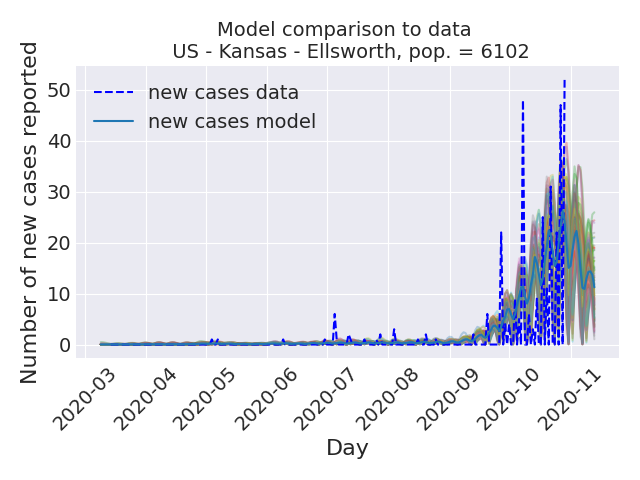 Model comparison to data
US - Kansas - Ellsworth, pop. = 6102
Number of new cases reported
50
40
30
20
10
0
new cases data
new cases model
2020-03
2020-04
2020-05
2020-06
2020-07
2020-08
2020-09
2020-10
2020-11
Day